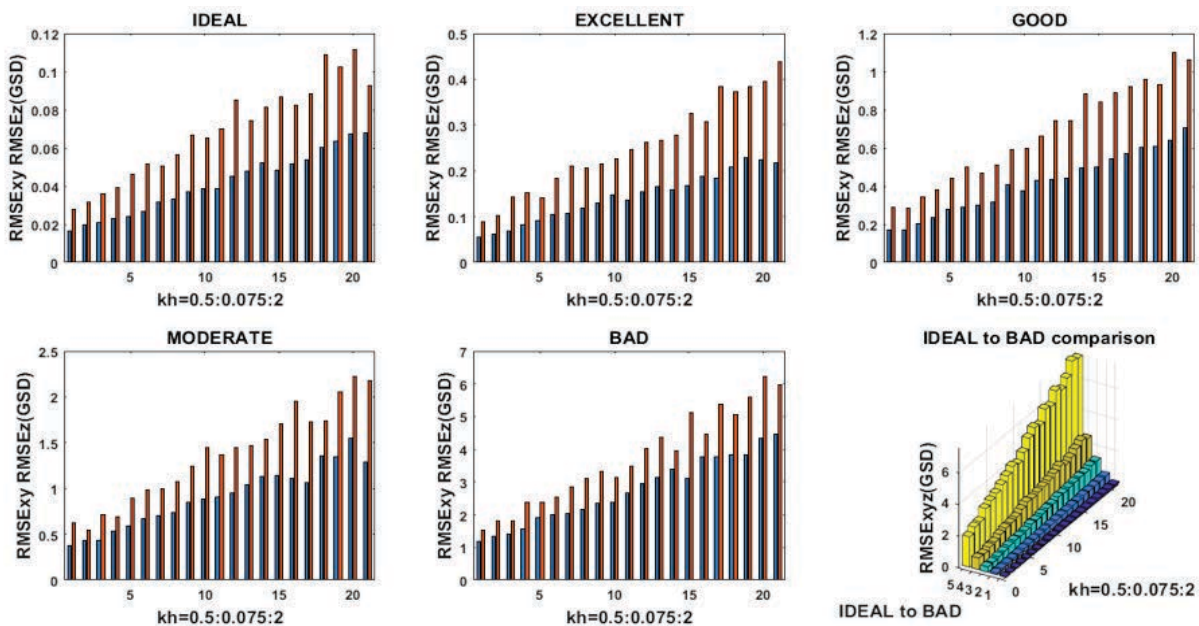 IDEAL
RMSExy RMSEz(GSD)
0.12
0.1
0.08
0.06
0.04
0.02
0
5 10 15 20
kh=0.5:0.075:2
EXCELLENT
RMSExy RMSEz(GSD)
0.5
0.4
0.3
0.2
0.1
0
5 10 15 20
kh=0.5:0.075:2
GOOD
RMSExy RMSEz(GSD)
1.2
1
0.8
0.6
0.4
0.2
0
5 10 15 20
kh=0.5:0.075:2
MODERATE
RMSExy RMSEz(GSD)
2.5
2
1.5
1
0.5
0
5 10 15 20
kh=0.5:0.075:2
BAD
RMSExy RMSEz(GSD)
7
6
5
4
3
2
1
0
5 10 15 20
kh=0.5:0.075:2
IDEAL to BAD comparison
RMSExyz(GSD)
6
4
2
0
5 4 3 2 1
0 5 10 15 20
kh=0.5:0.075:2
IDEAL to BAD